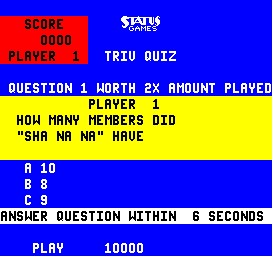 SCORE
0000
PLAYER 1
STATUS
GAMES
TRIV QUIZ
QUESTION 1 WORTH 2X AMOUNT PLAYED
PLAYER 1
HOW MANY MEMBERS DID
"SHA NA NA" HAVE
A 10
B 8
C 9
ANSWER QUESTION WITHIN 6 SECONDS
PLAY 10000